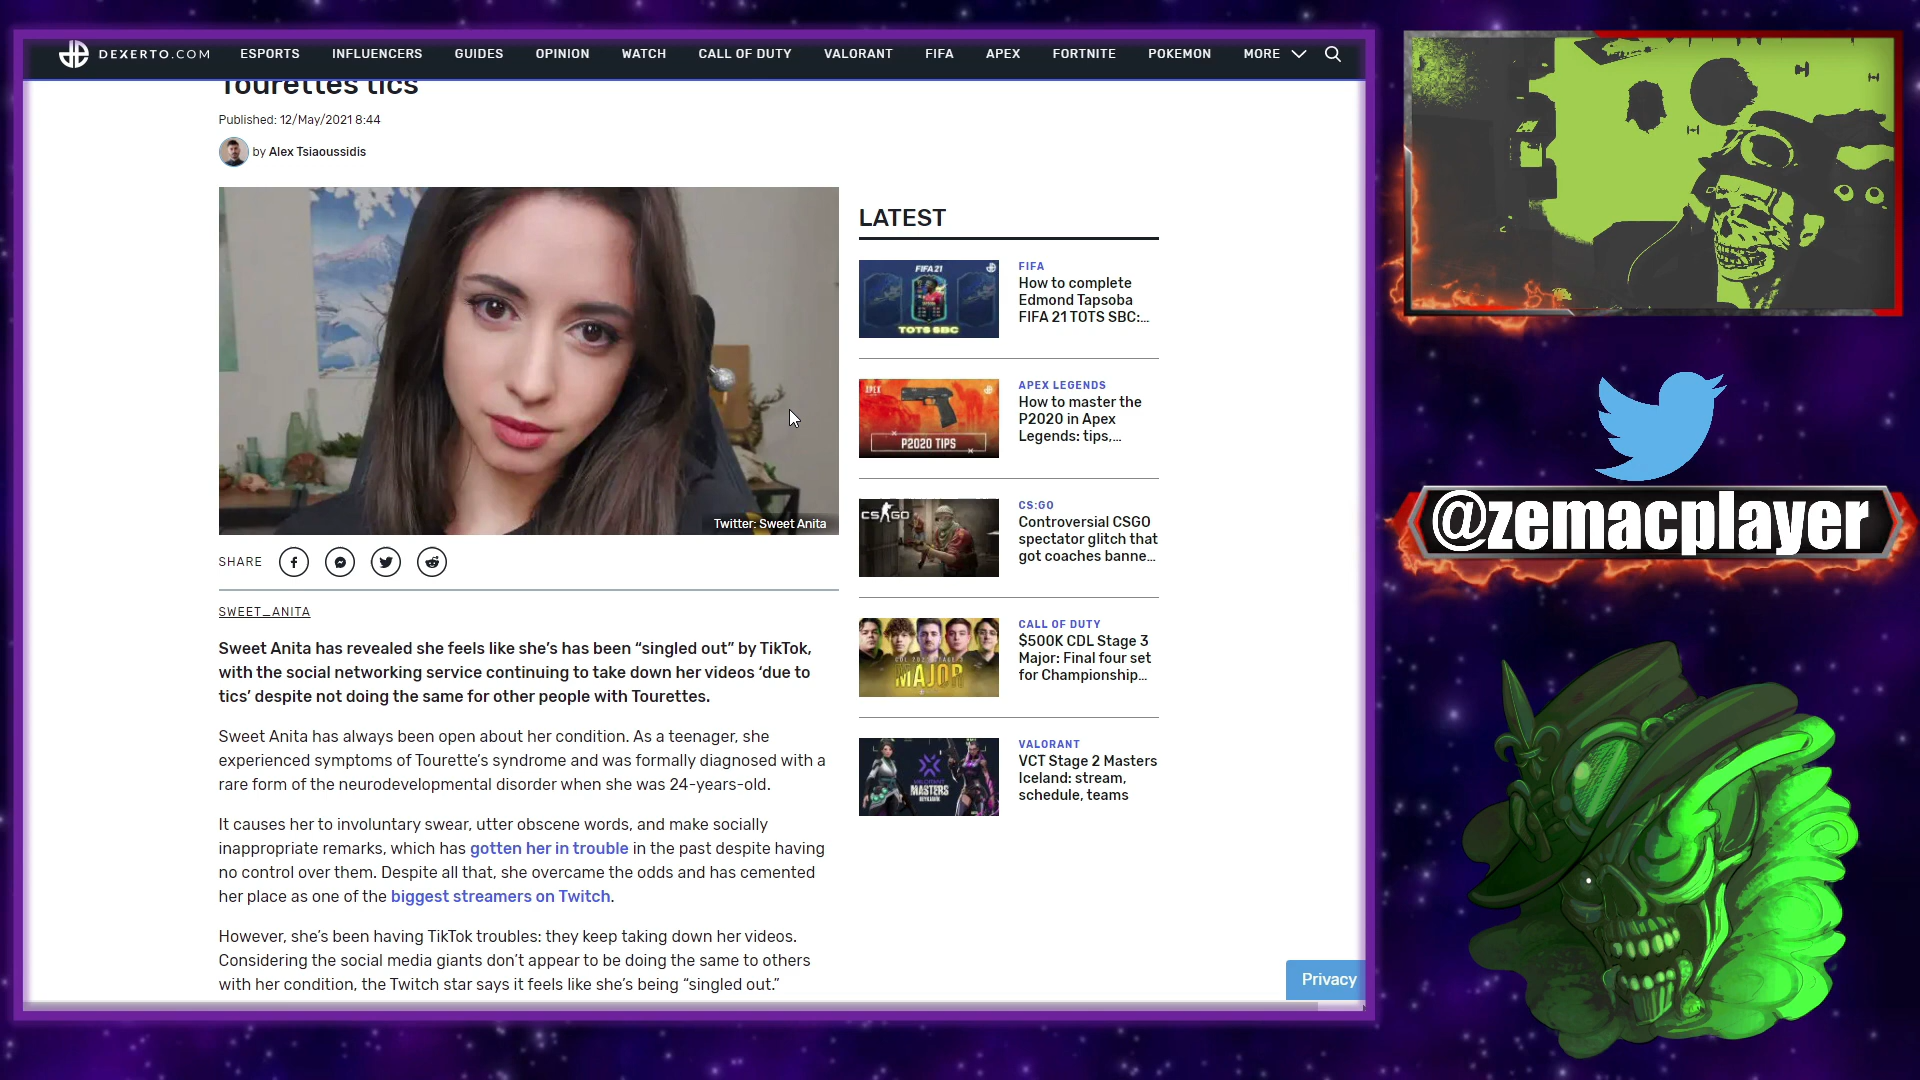 DEXERTO.COM
ESPORTS INFLUENCERS GUIDES OPINION WATCH CALL OF DUTY VALORANT FIFA APEX FORTNITE POKEMON MORE
Tourettes tics
Published: 12/May/2021 8:44
by Alex Tsiaoussidis
Twitter: Sweet Anita
SHARE
SWEET_ANITA
Sweet Anita has revealed she feels like she’s has been “singled out” by TikTok,
with the social networking service continuing to take down her videos ‘due to
tics’ despite not doing the same for other people with Tourettes.
Sweet Anita has always been open about her condition. As a teenager, she
experienced symptoms of Tourette’s syndrome and was formally diagnosed with a
rare form of the neurodevelopmental disorder when she was 24-years-old.
It causes her to involuntary swear, utter obscene words, and make socially
inappropriate remarks, which has gotten her in trouble in the past despite having
no control over them. Despite all that, she overcame the odds and has cemented
her place as one of the biggest streamers on Twitch.
However, she’s been having TikTok troubles: they keep taking down her videos.
Considering the social media giants don’t appear to be doing the same to others
with her condition, the Twitch star says it feels like she’s being “singled out.”
LATEST
FIFA 21
TOTS SBC
FIFA
How to complete
Edmond Tapsoba
FIFA 21 TOTS SBC:...
APEX
P2020 TIPS
APEX LEGENDS
How to master the
P2020 in Apex
Legends: tips,...
CS GO
CS:GO
Controversial CSGO
spectator glitch that
got coaches banne...
MAJOR
CALL OF DUTY
$500K CDL Stage 3
Major: Final four set
for Championship...
MASTERS
VALORANT
VCT Stage 2 Masters
Iceland: stream,
schedule, teams
Privacy
@zemacplayer